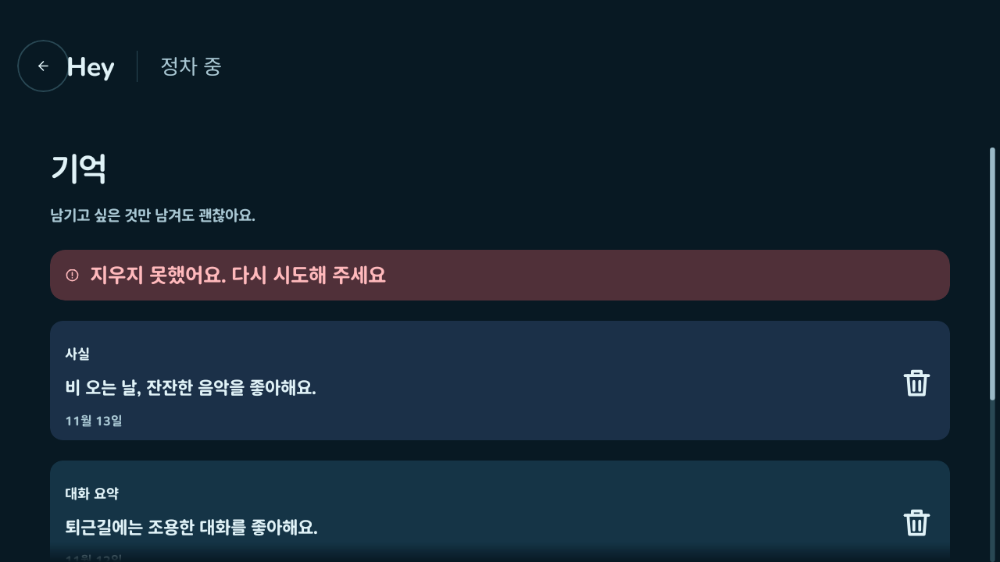 Hey
정차 중
기억
남기고 싶은 것만 남겨도 괜찮아요.
지우지 못했어요. 다시 시도해 주세요
사실
비 오는 날, 잔잔한 음악을 좋아해요.
11월 13일
대화 요약
퇴근길에는 조용한 대화를 좋아해요.